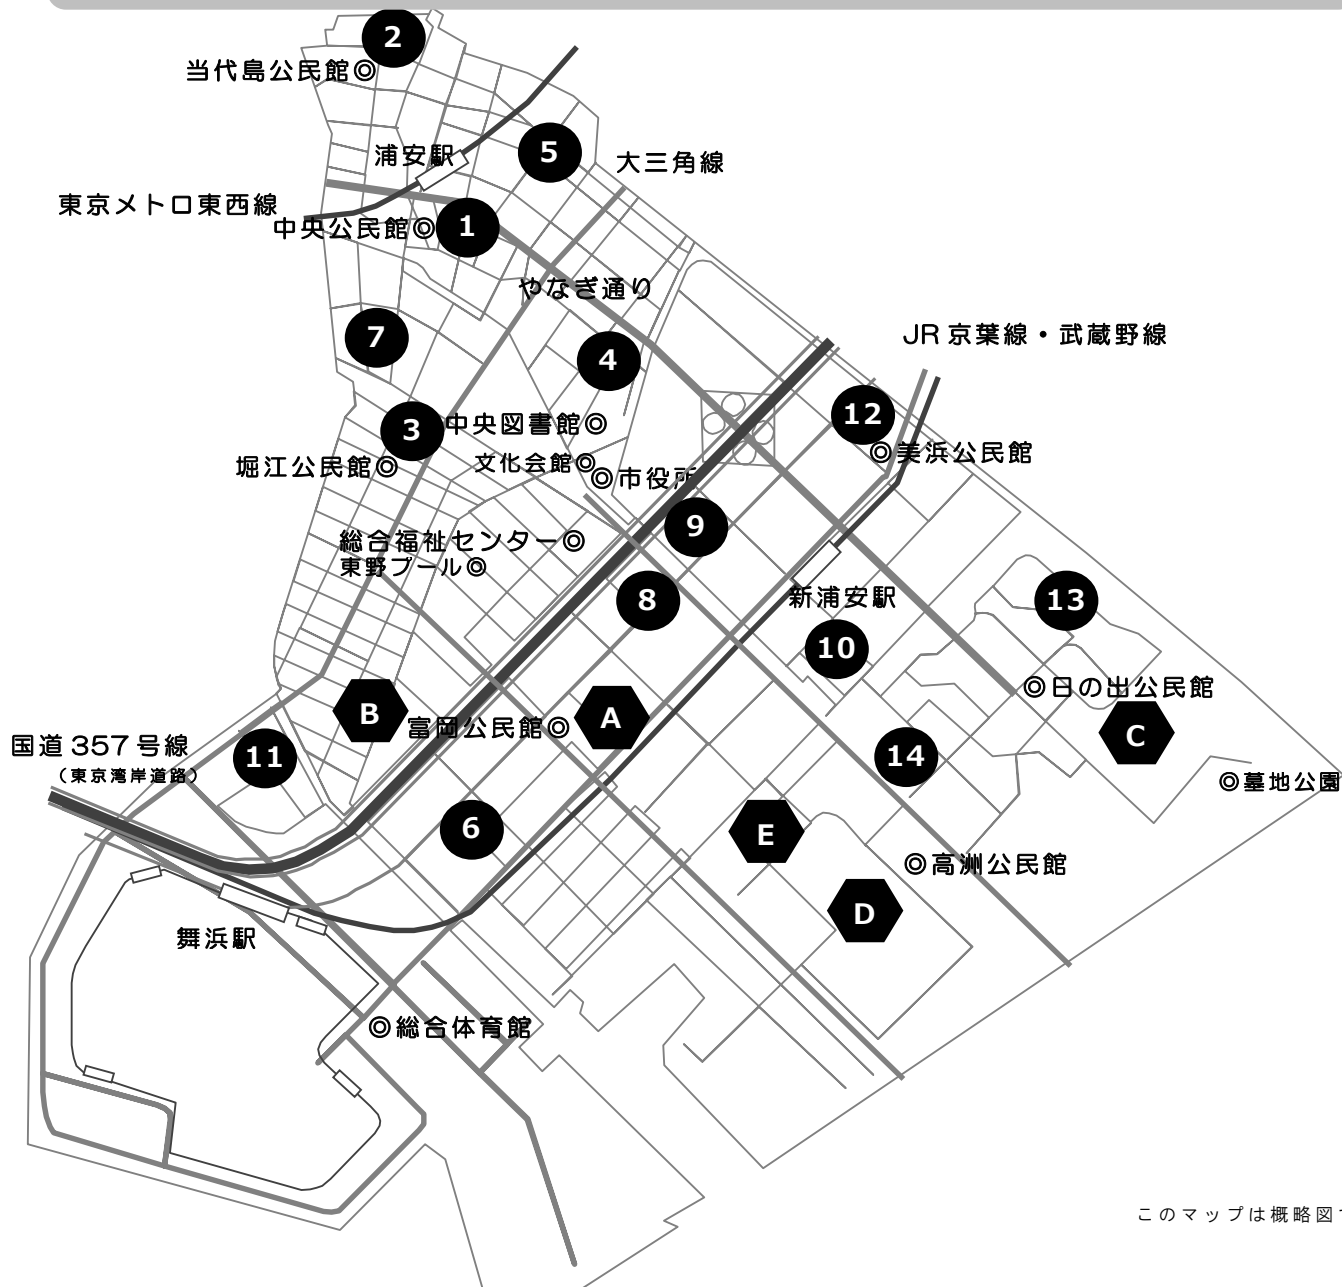 2
当代島公民館◎
5
浦安駅
大三角線
東京メトロ東西線
中央公民館◎
1
やなぎ通り
7
4
JR 京葉線・武蔵野線
12
3
中央図書館◎
◎美浜公民館
堀江公民館◎
文化会館◎
◎市役所
9
総合福祉センター◎
東野プール◎
8
新浦安駅
13
10
◎日の出公民館
B
富岡公民館◎
A
C
国道 357 号線
(東京湾岸道路)
11
14
◎墓地公園
6
E
◎高洲公民館
D
舞浜駅
◎総合体育館
このマップは概略図